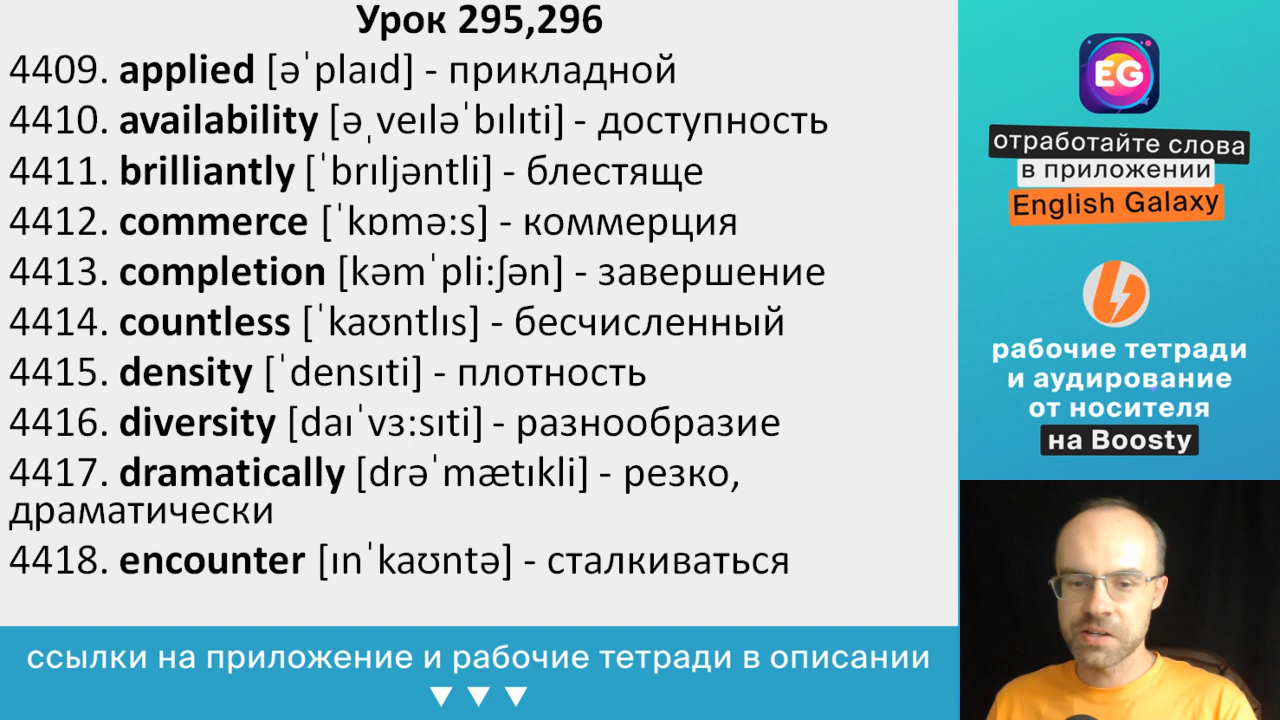 Урок 295,296
4409. applied [əˈplaɪd] - прикладной
4410. availability [əˌveɪləˈbɪlɪti] - доступность
4411. brilliantly [ˈbrɪljəntli] - блестяще
4412. commerce [ˈkɒmə:s] - коммерция
4413. completion [kəmˈpli:ʃən] - завершение
4414. countless [ˈkaʊntlɪs] - бесчисленный
4415. density [ˈdensɪti] - плотность
4416. diversity [daɪˈvɜ:sɪti] - разнообразие
4417. dramatically [drəˈmætɪkli] - резко,
драматически
4418. encounter [ɪnˈkaʊntə] - сталкиваться
ссылки на приложение и рабочие тетради в описании
EG
отработайте слова
в приложении
English Galaxy
рабочие тетради
и аудирование
от носителя
на Boosty